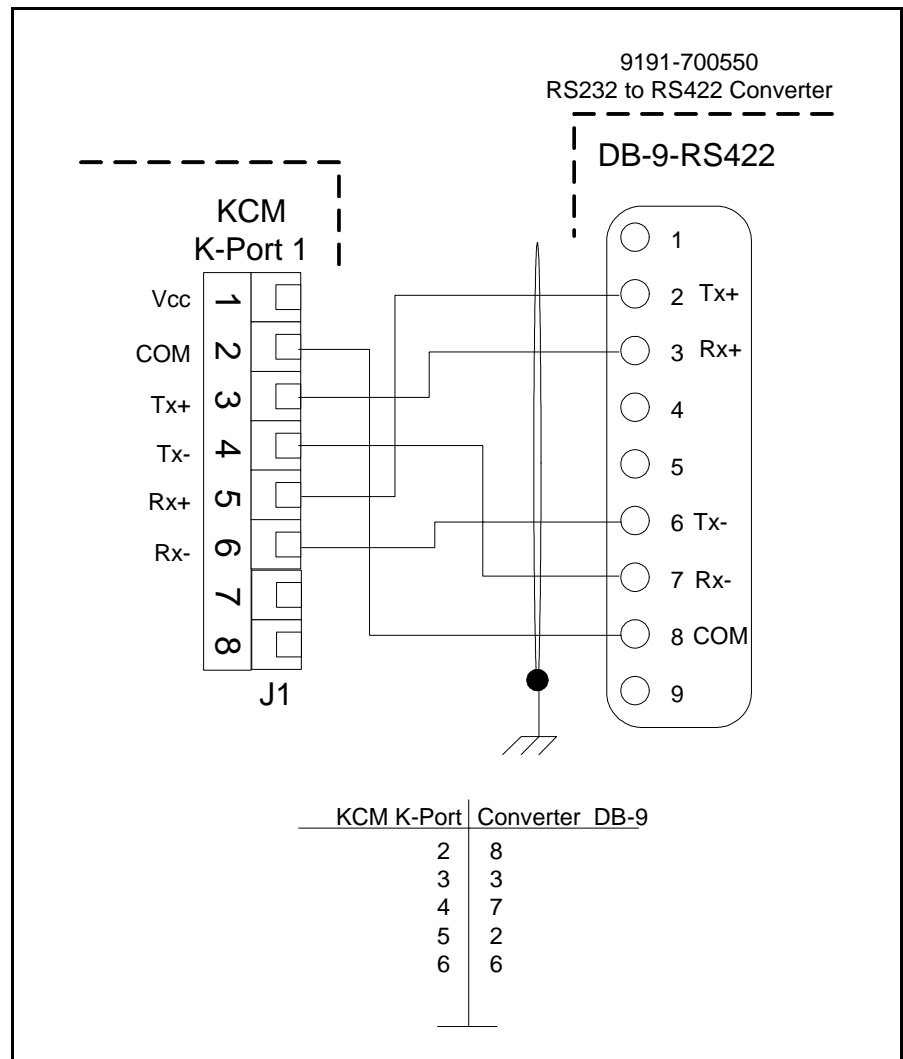 9191-700550
RS232 to RS422 Converter
DB-9-RS422
KCM
K-Port 1
Vcc 1
COM 2
Tx+ 3
Tx- 4
Rx+ 5
Rx- 6
7
8
J1
1
2 Tx+
3 Rx+
4
5
6 Tx-
7 Rx-
8 COM
9
KCM K-Port Converter DB-9
2 8
3 3
4 7
5 2
6 6